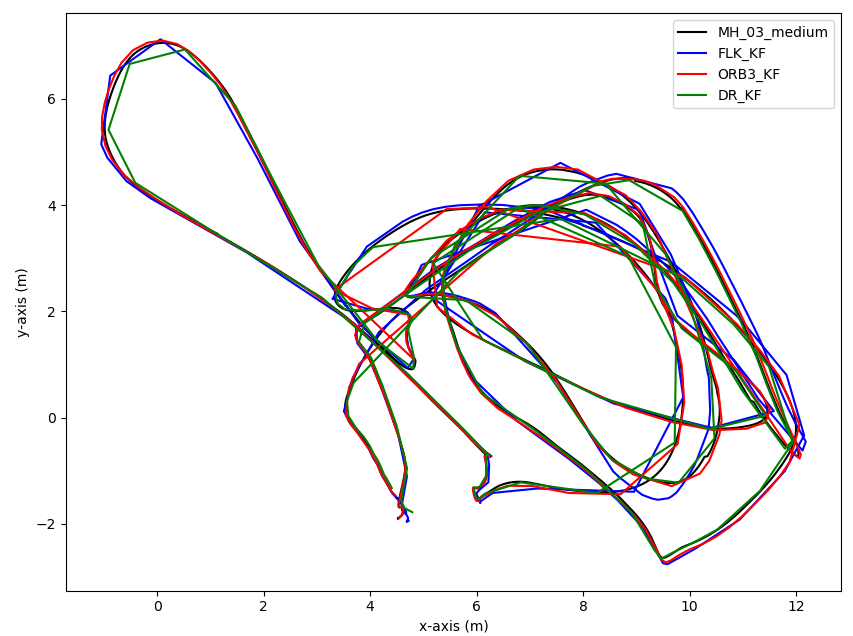 MH_03_medium
FLK_KF
ORB3_KF
DR_KF
y-axis (m)
6
4
2
0
−2
0 2 4 6 8 10 12
x-axis (m)